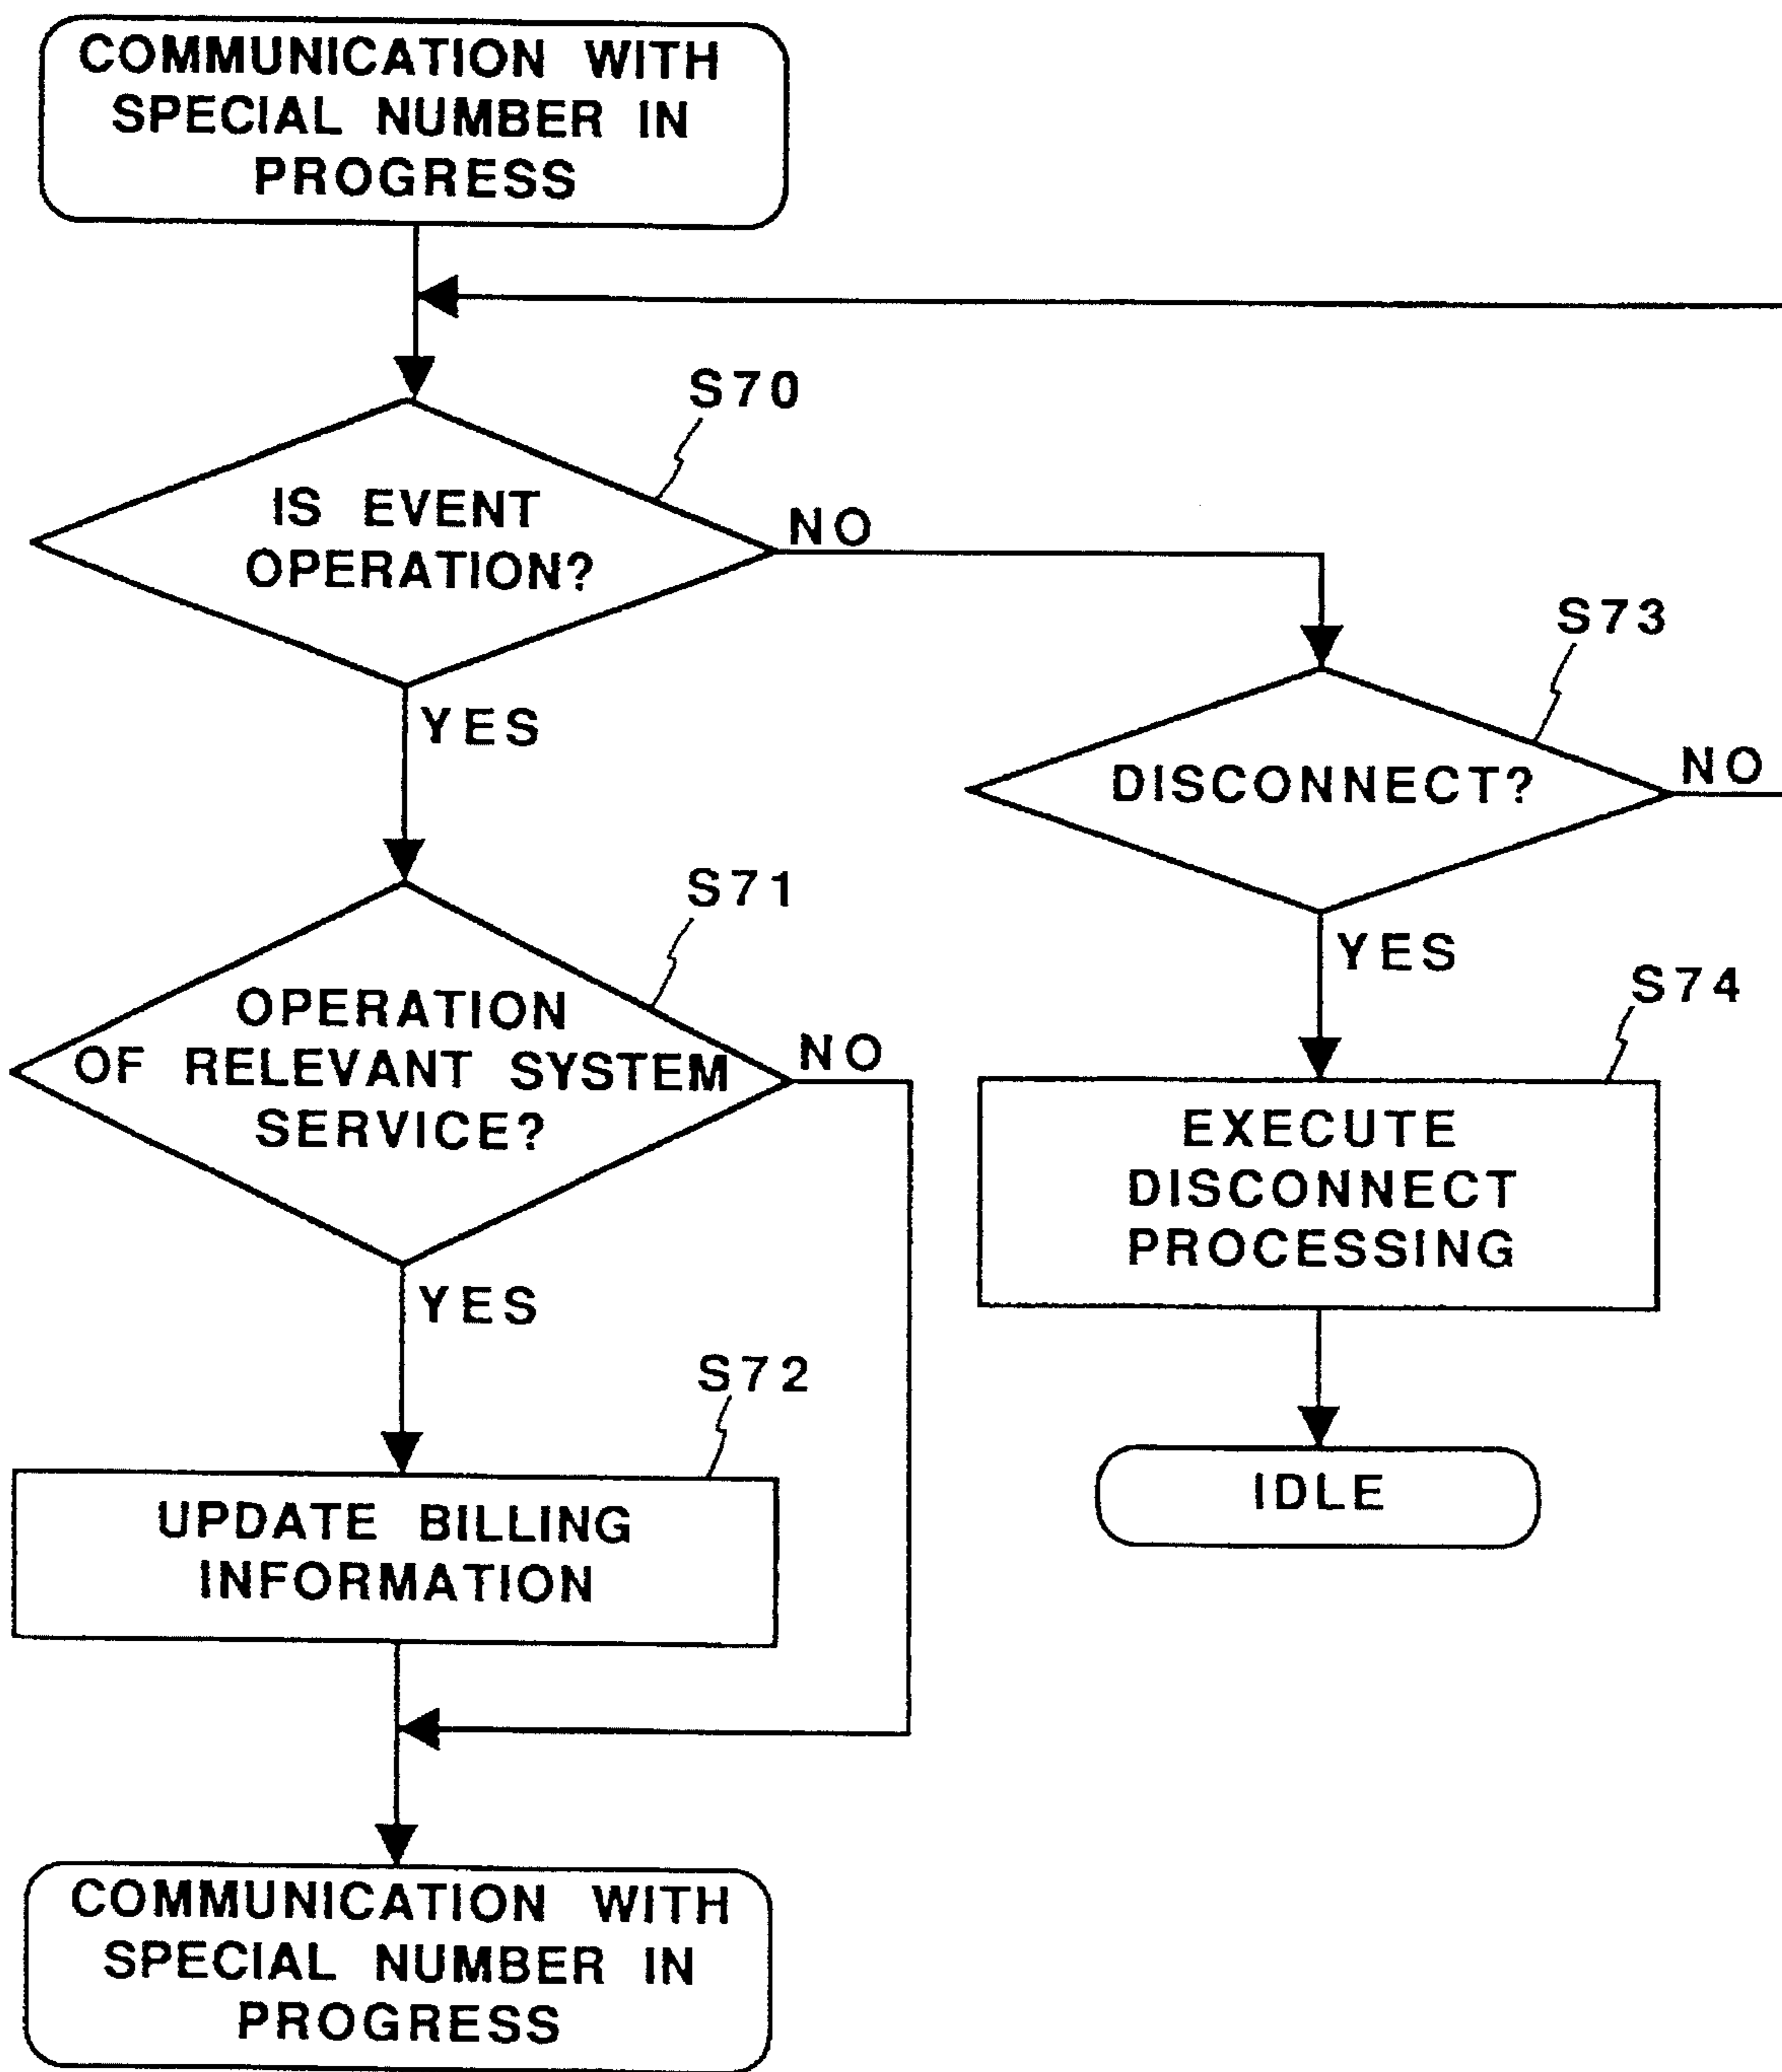 COMMUNICATION WITH
SPECIAL NUMBER IN
PROGRESS
S70
IS EVENT
OPERATION?
NO
YES
S73
DISCONNECT?
NO
YES
S71
OPERATION
OF RELEVANT SYSTEM
SERVICE?
NO
YES
S74
EXECUTE
DISCONNECT
PROCESSING
IDLE
S72
UPDATE BILLING
INFORMATION
COMMUNICATION WITH
SPECIAL NUMBER IN
PROGRESS